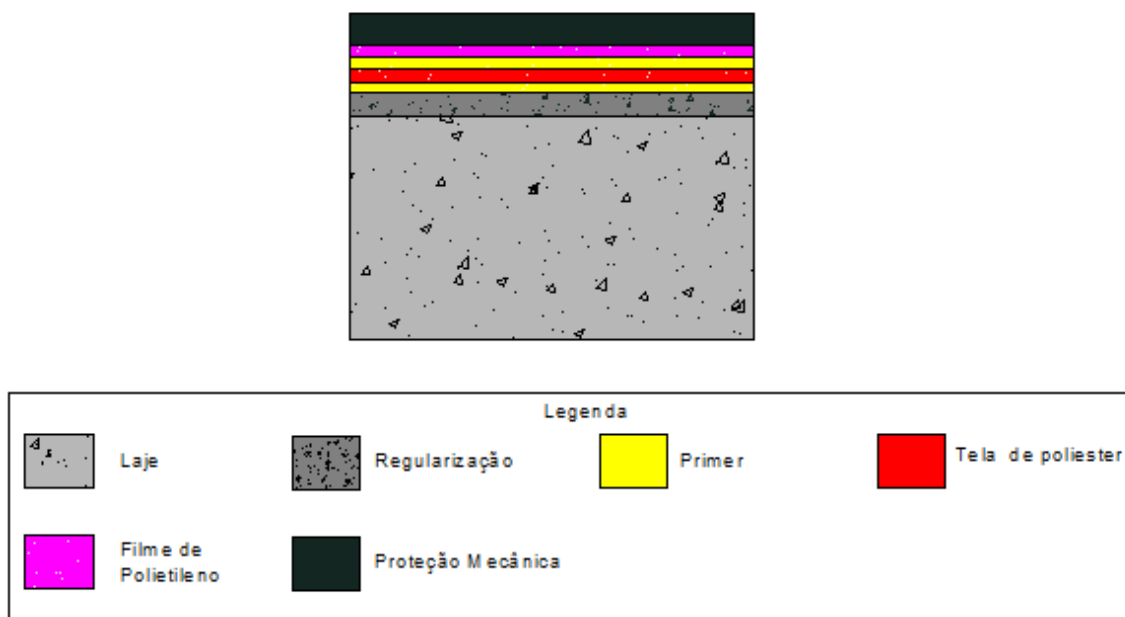 Legenda
Laje
Regularização
Primer
Tela de poliester
Filme de
Polietileno
Proteção Mecânica